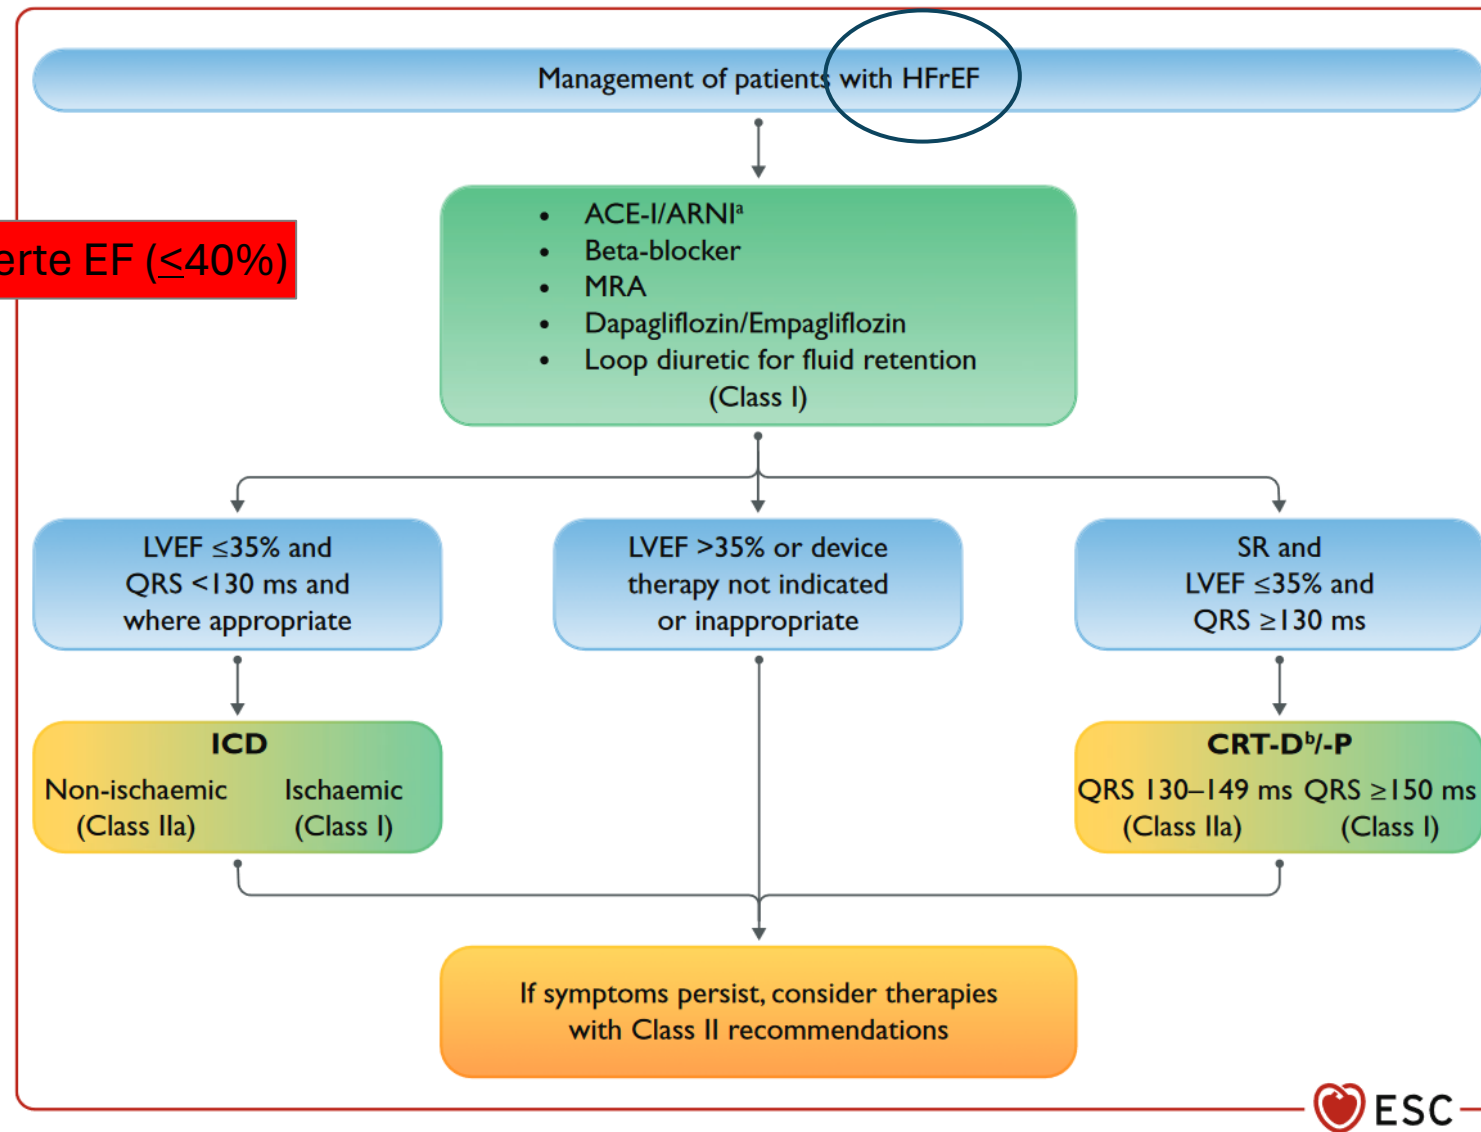 Management of patients with HFrEF
erte EF (≤40%)
• ACE-I/ARNIᵃ
• Beta-blocker
• MRA
• Dapagliflozin/Empagliflozin
• Loop diuretic for fluid retention
(Class I)
LVEF ≤35% and
QRS <130 ms and
where appropriate
LVEF >35% or device
therapy not indicated
or inappropriate
SR and
LVEF ≤35% and
QRS ≥130 ms
ICD
Non-ischaemic
(Class IIa)
Ischaemic
(Class I)
CRT-Dᵇ/-P
QRS 130–149 ms
(Class IIa)
QRS ≥150 ms
(Class I)
If symptoms persist, consider therapies
with Class II recommendations
ESC